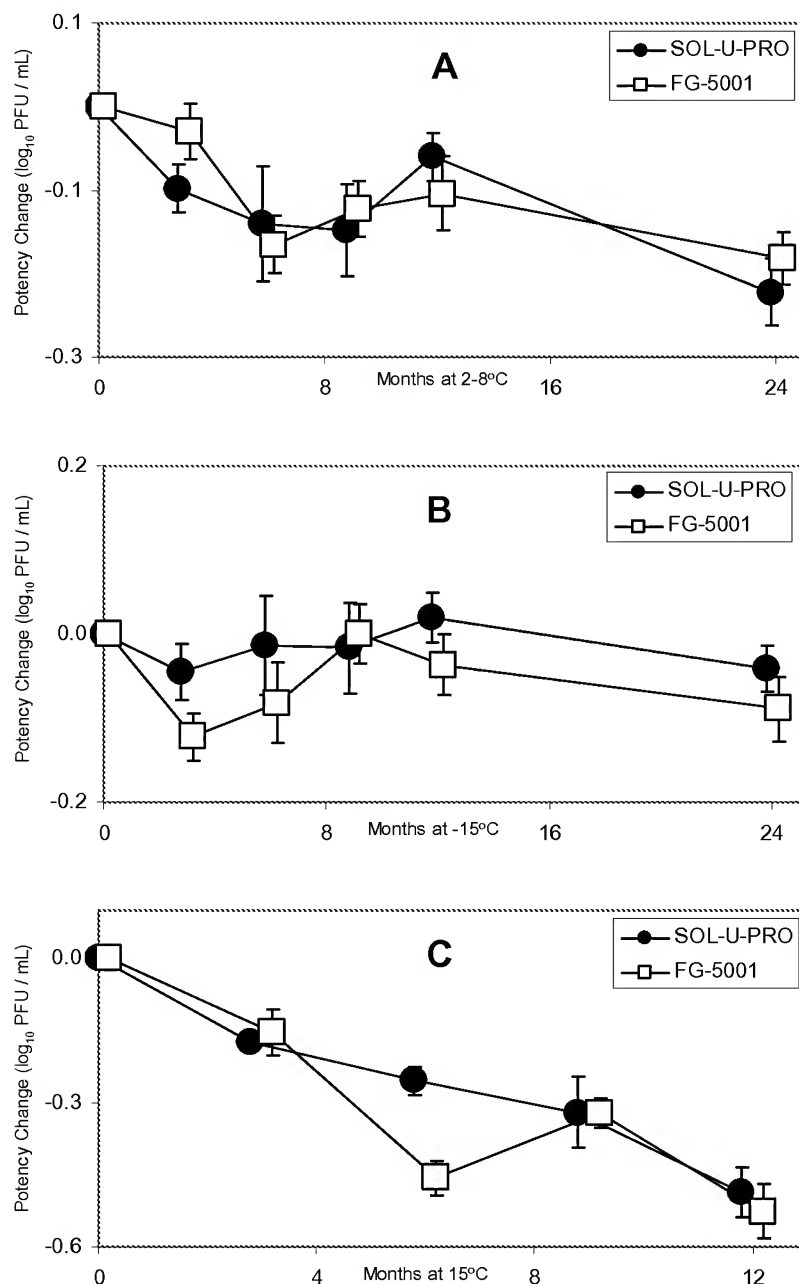 0.1
SOL-U-PRO
A
FG-5001
Potency Change (log₁₀ PFU / mL)
-0.1
-0.3
0 8 16 24
Months at 2-8ºC
0.2
SOL-U-PRO
B
FG-5001
Potency Change (log₁₀ PFU / mL)
0.0
-0.2
0 8 16 24
Months at -15ºC
SOL-U-PRO
C
FG-5001
Potency Change (log₁₀ PFU / mL)
0.0
-0.3
-0.6
0 4 8 12
Months at 15ºC